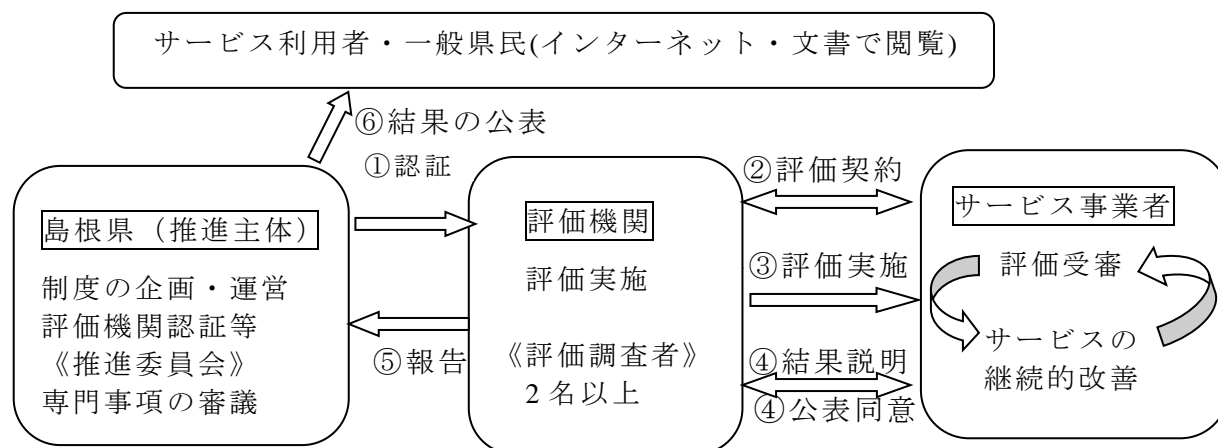 サービス利用者・一般県民(インターネット・文書で閲覧)
⑥結果の公表
①認証
島根県（推進主体）
制度の企画・運営
評価機関認証等
《推進委員会》
専門事項の審議
⑤報告
評価機関
評価実施
《評価調査者》
2名以上
②評価契約
③評価実施
④結果説明
④公表同意
サービス事業者
評価受審
サービスの
継続的改善